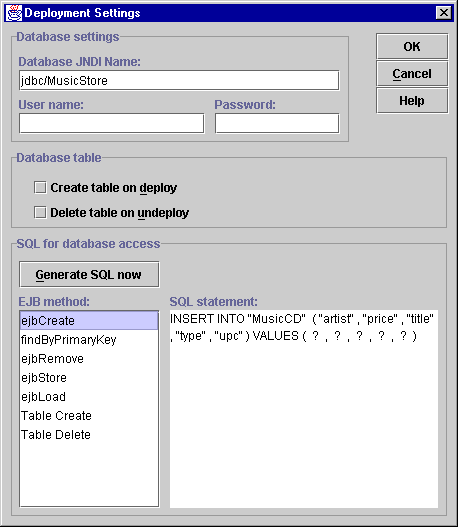 Deployment Settings
Database settings
OK
Database JNDI Name:
Cancel
jdbc/MusicStore
Help
User name:
Password:
Database table
Create table on deploy
Delete table on undeploy
SQL for database access
Generate SQL now
EJB method:
SQL statement:
ejbCreate
findByPrimaryKey
ejbRemove
ejbStore
ejbLoad
Table Create
Table Delete
INSERT INTO "MusicCD" ( "artist" , "price" , "title"
, "type" , "upc" ) VALUES ( ? , ? , ? , ? , ? )